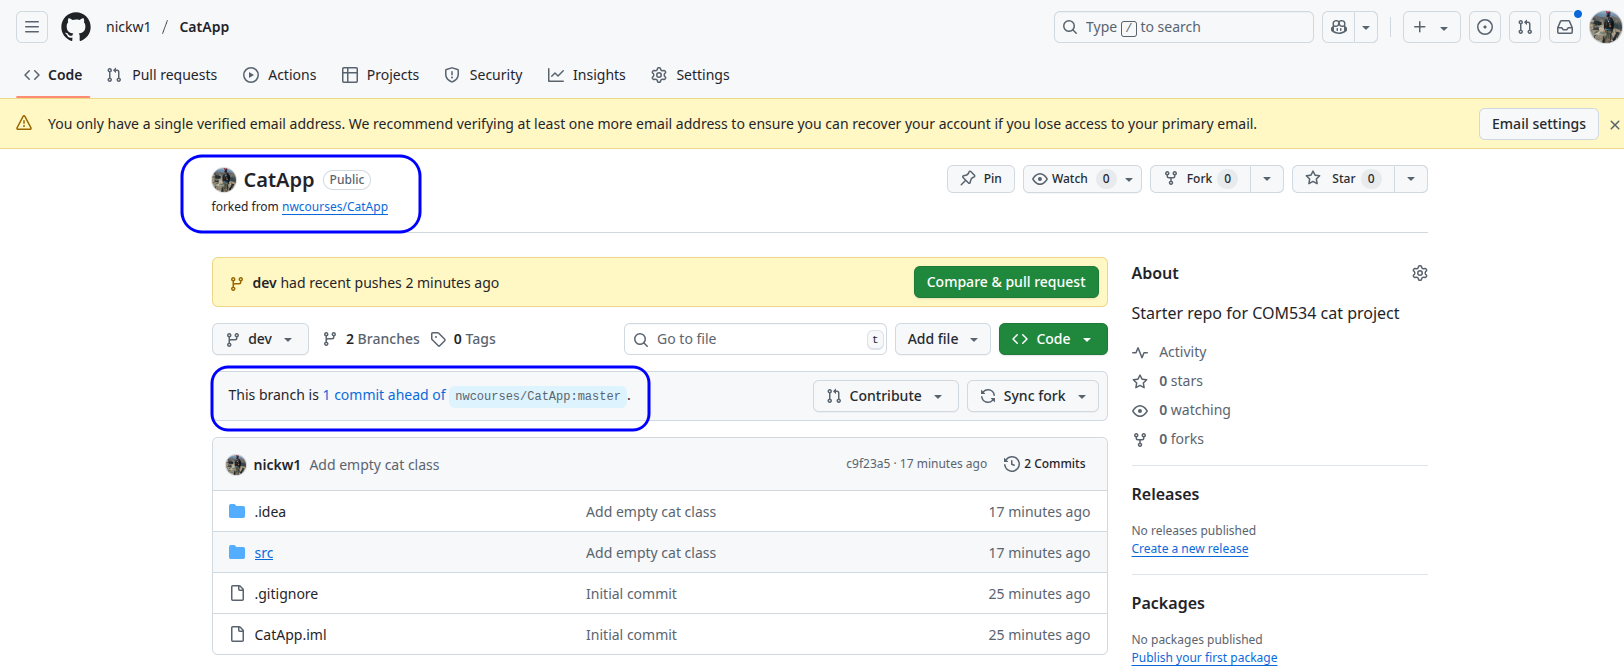 nickw1 / CatApp
Type / to search
Code
Pull requests
Actions
Projects
Security
Insights
Settings
You only have a single verified email address. We recommend verifying at least one more email address to ensure you can recover your account if you lose access to your primary email.
Email settings
CatApp Public
forked from nwcourses/CatApp
Pin
Watch 0
Fork 0
Star 0
dev had recent pushes 2 minutes ago
Compare & pull request
dev
2 Branches
0 Tags
Go to file
t
Add file
Code
This branch is 1 commit ahead of nwcourses/CatApp:master.
Contribute
Sync fork
nickw1 Add empty cat class
c9f23a5 · 17 minutes ago
2 Commits
.idea
Add empty cat class
17 minutes ago
src
Add empty cat class
17 minutes ago
.gitignore
Initial commit
25 minutes ago
CatApp.iml
Initial commit
25 minutes ago
About
Starter repo for COM534 cat project
Activity
0 stars
0 watching
0 forks
Releases
No releases published
Create a new release
Packages
No packages published
Publish your first package